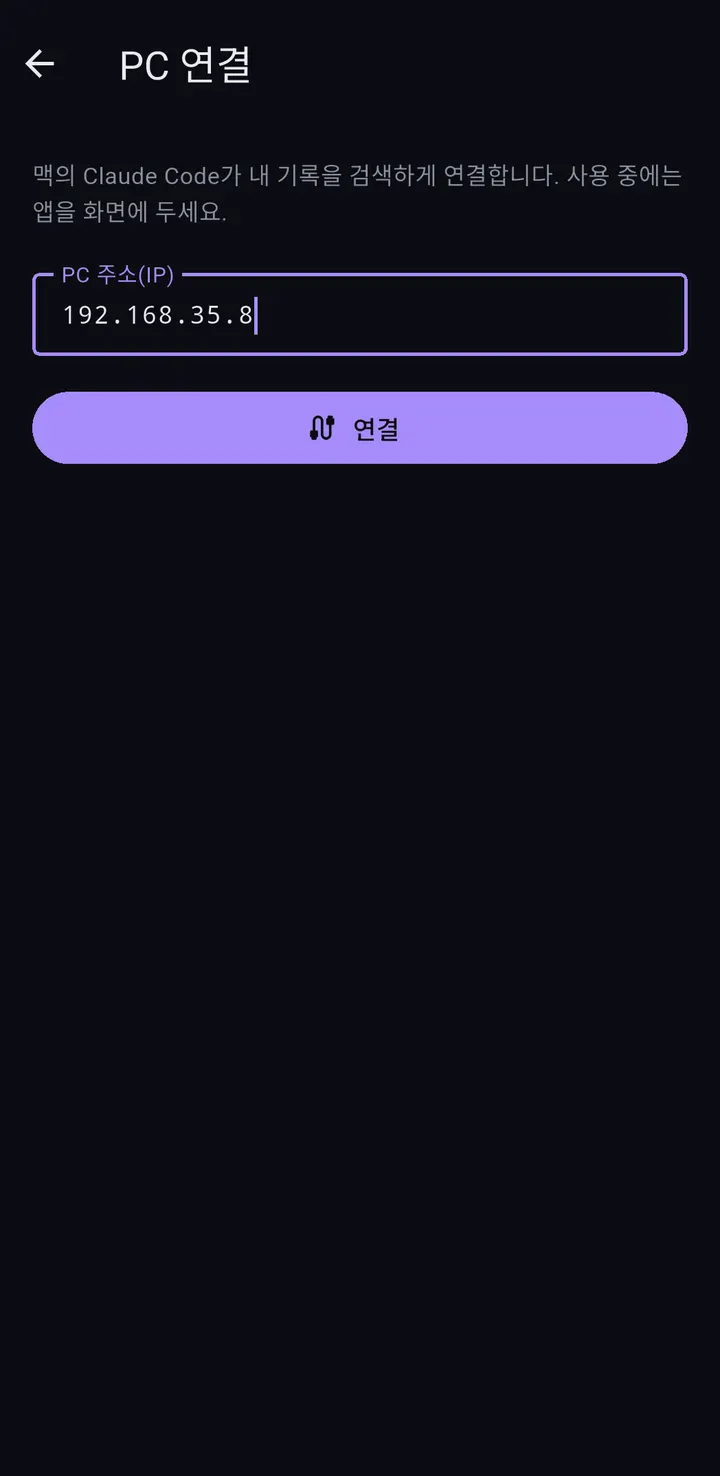 PC 연결
맥의 Claude Code가 내 기록을 검색하게 연결합니다. 사용 중에는
앱을 화면에 두세요.
PC 주소(IP)
192.168.35.8
연결